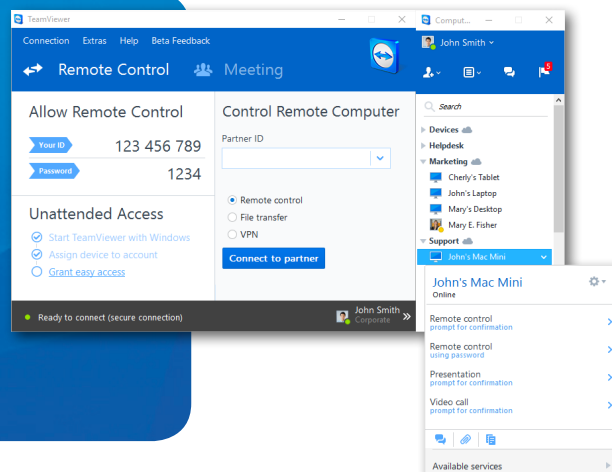 TeamViewer
Connection Extras Help Beta Feedback
Remote Control Meeting
Allow Remote Control
Your ID 123 456 789
Password 1234
Unattended Access
Start TeamViewer with Windows
Assign device to account
Grant easy access
Control Remote Computer
Partner ID
Remote control
File transfer
VPN
Connect to partner
Ready to connect (secure connection)
John Smith
Corporate
Comput...
John Smith
5
Search
Devices
Helpdesk
Marketing
Cherly's Tablet
John's Laptop
Mary's Desktop
Mary E. Fisher
Support
John's Mac Mini
John's Mac Mini
Online
Remote control
prompt for confirmation
Remote control
using password
Presentation
prompt for confirmation
Video call
prompt for confirmation
Available services